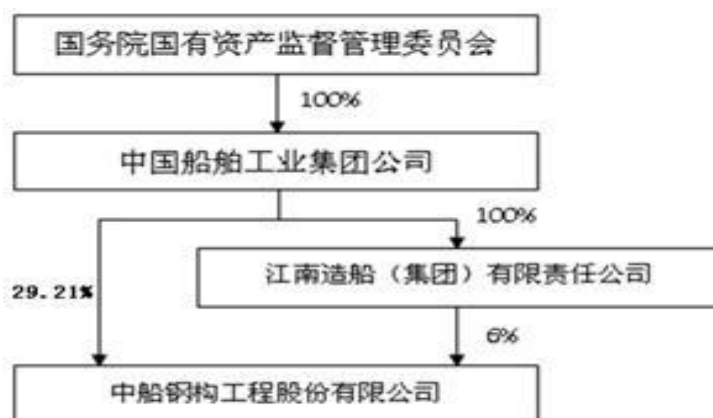 国务院国有资产监督管理委员会
100%
中国船舶工业集团公司
100%
江南造船（集团）有限责任公司
29.21%
6%
中船钢构工程股份有限公司